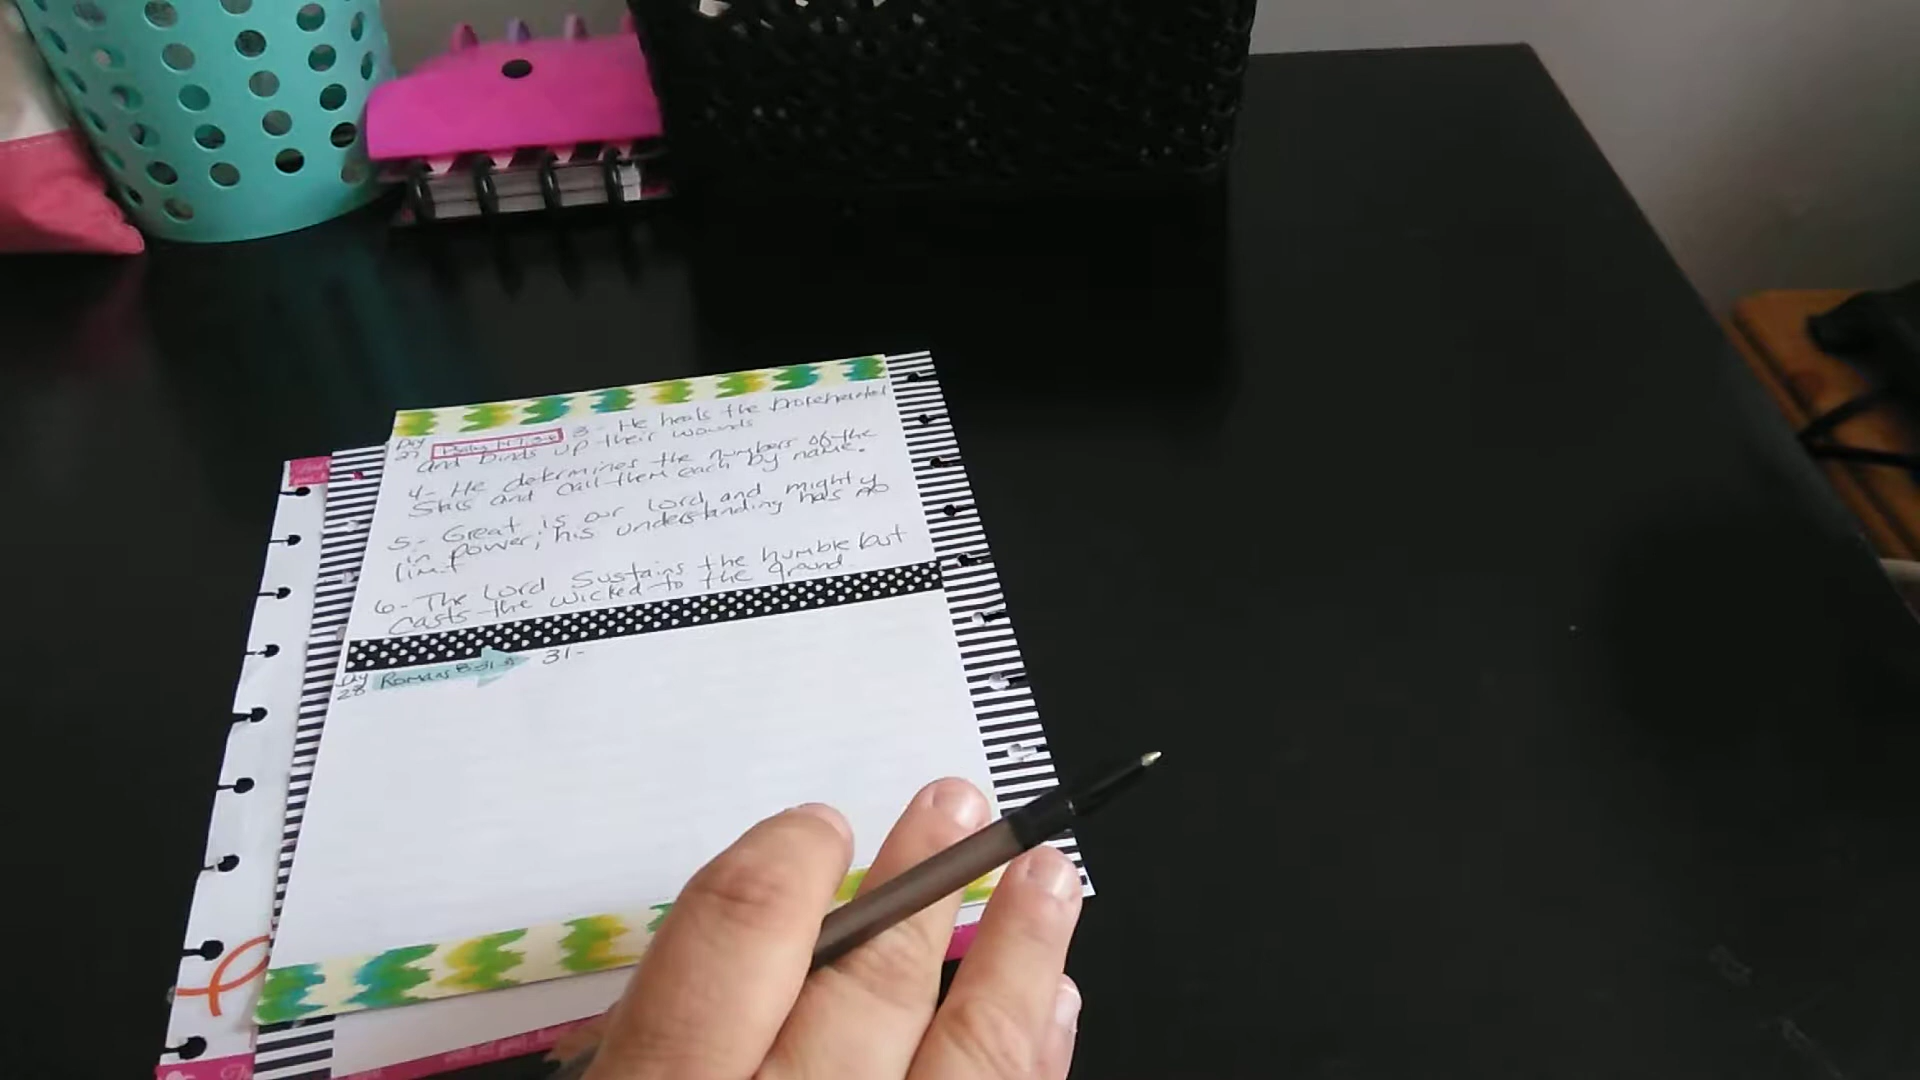 Day
27 Psalms 147:3-6 3- He heals the brokenhearted
and binds up their wounds
4- He determines the numbers of the
Stars and call them each by name.
5- Great is our Lord and mighty
in power; his understanding has no
limit
6- The Lord Sustains the humble but
Casts the wicked to the ground.
Day
28 Romans 8:31- 31-